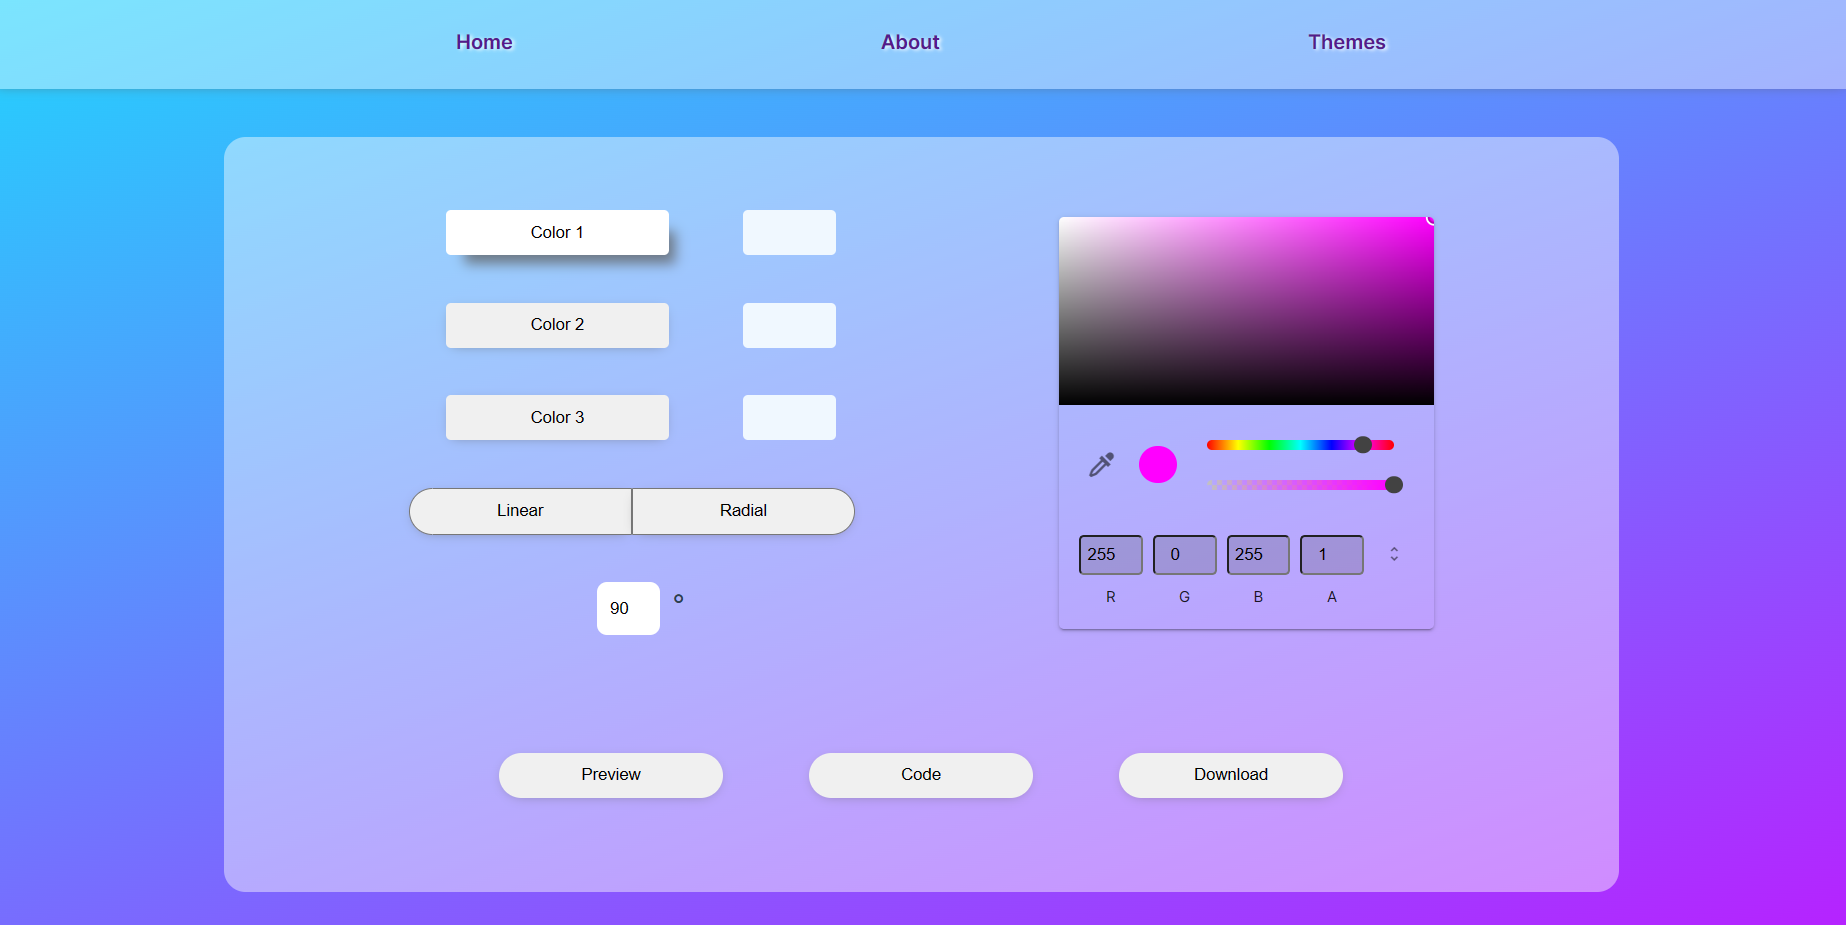 Home About Themes
Color 1
Color 2
Color 3
Linear Radial
90 °
255 0 255 1
R G B A
Preview Code Download